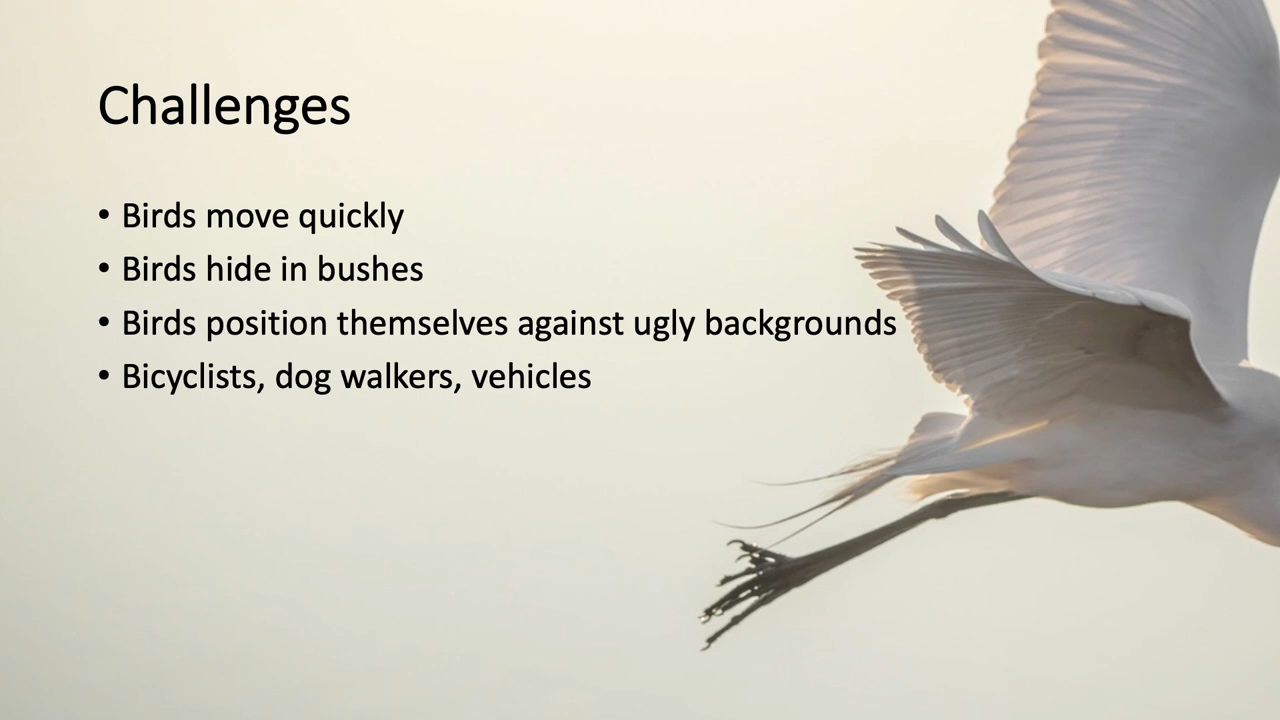 Challenges
• Birds move quickly
• Birds hide in bushes
• Birds position themselves against ugly backgrounds
• Bicyclists, dog walkers, vehicles